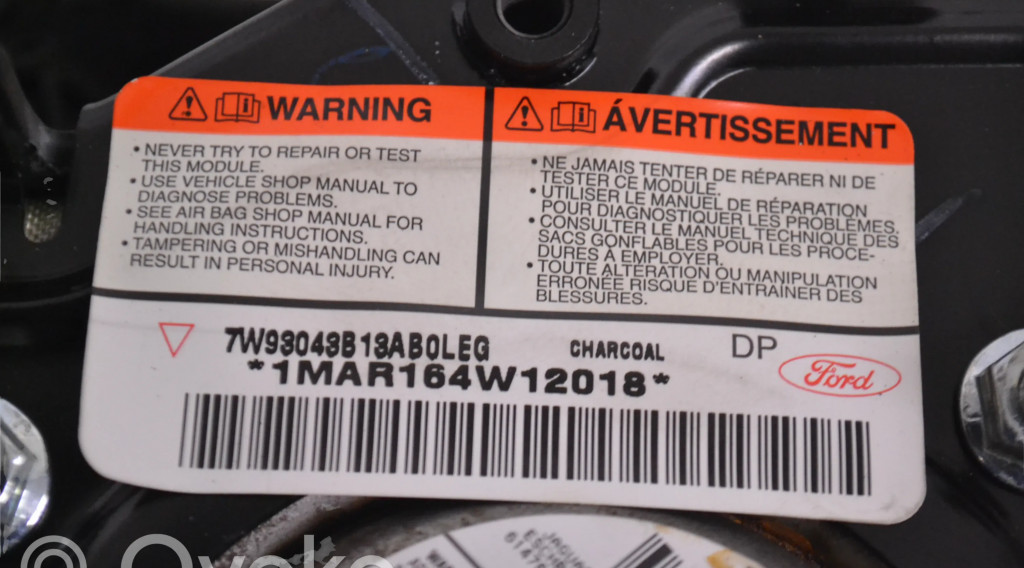 WARNING
• NEVER TRY TO REPAIR OR TEST
THIS MODULE.
• USE VEHICLE SHOP MANUAL TO
DIAGNOSE PROBLEMS.
• SEE AIR BAG SHOP MANUAL FOR
HANDLING INSTRUCTIONS.
• TAMPERING OR MISHANDLING CAN
RESULT IN PERSONAL INJURY.
ÁVERTISSEMENT
• NE JAMAIS TENTER DE RÉPARER NI DE
TESTER CE MODULE.
• UTILISER LE MANUEL DE RÉPARATION
POUR DIAGNOSTIQUER LES PROBLÈMES.
• CONSULTER LE MANUEL TECHNIQUE DES
SACS GONFLABLES POUR LES PROCE-
DURES À EMPLOYER.
• TOUTE ALTÉRATION OU MANIPULATION
ERRONÉE RISQUE D'ENTRAÎNER DES
BLESSURES.
7W93043B13AB0LEG CHARCOAL DP Ford
*1MAR164W12018*